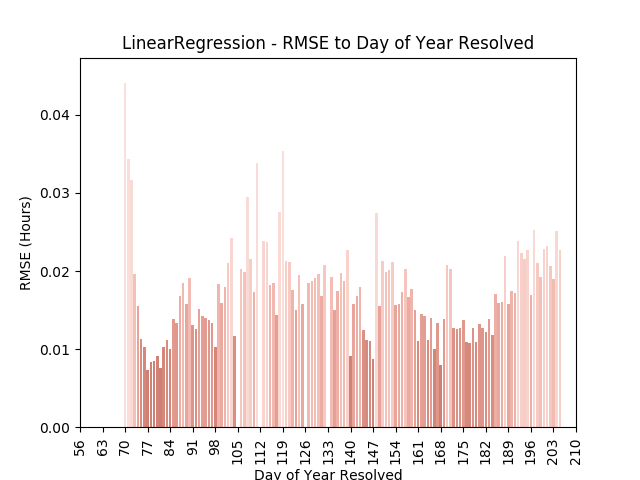 LinearRegression - RMSE to Day of Year Resolved
RMSE (Hours)
0.04
0.03
0.02
0.01
0.00
56 63 70 77 84 91 98 105 112 119 126 133 140 147 154 161 168 175 182 189 196 203 210
Day of Year Resolved